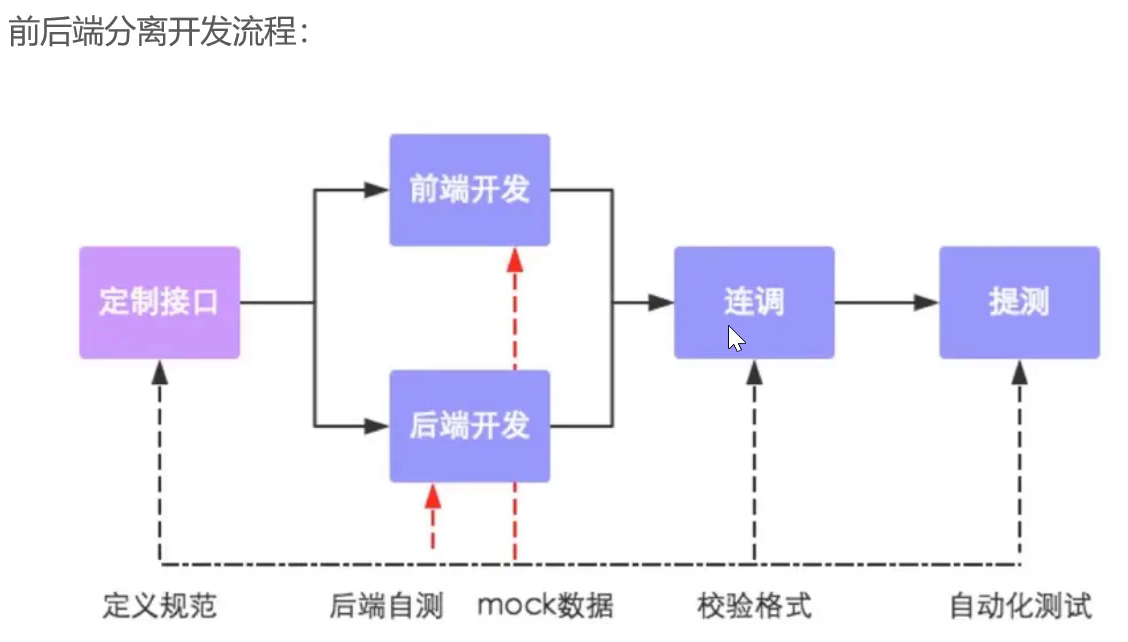 前后端分离开发流程：
前端开发
定制接口
连调
提测
后端开发
定义规范
后端自测
mock数据
校验格式
自动化测试